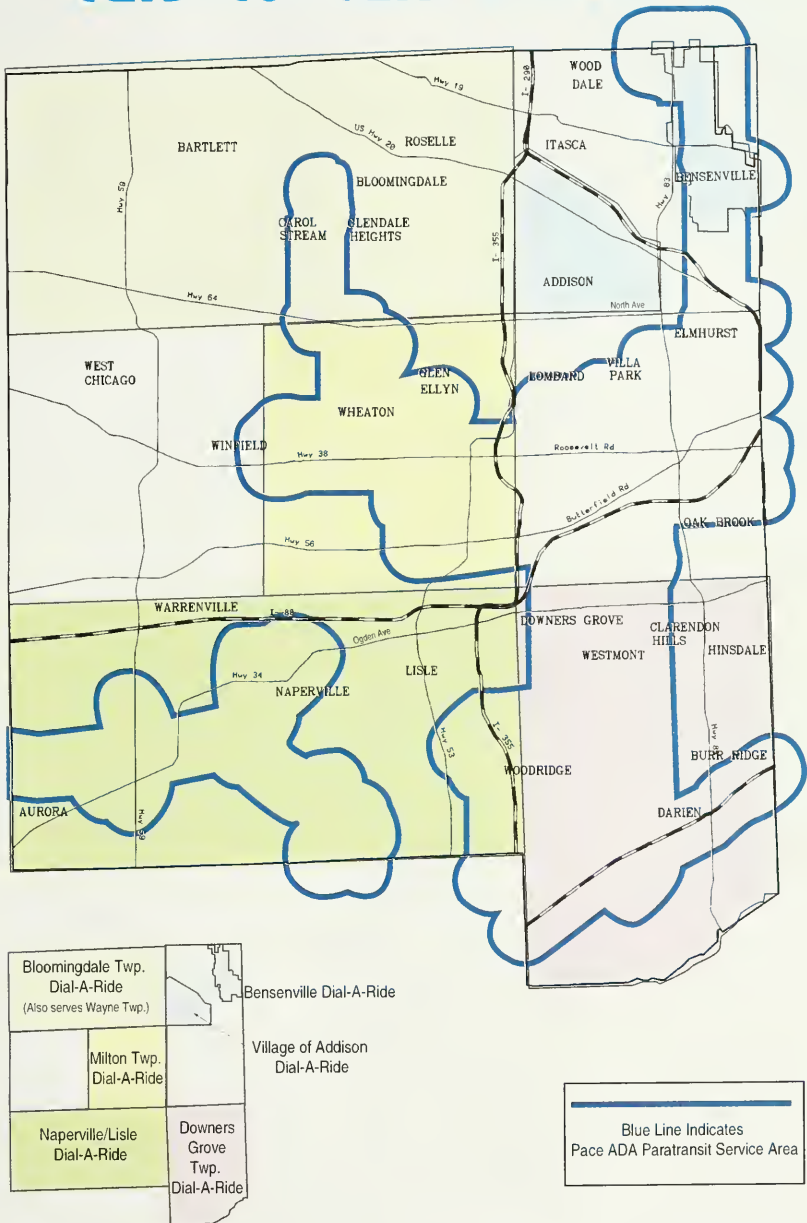 WOOD
DALE
Hwy 19
I- 290
US Hwy 20
ROSELLE
ITASCA
BARTLETT
BLOOMINGDALE
BENSENVILLE
Hwy 83
CAROL
STREAM
GLENDALE
HEIGHTS
I- 355
ADDISON
Hwy 64
North Ave
ELMHURST
WEST
CHICAGO
GLEN
ELLYN
LOMBARD
VILLA
PARK
WHEATON
WINFIELD
Hwy 38
Roosevelt Rd
Butterfield Rd
OAK BROOK
Hwy 56
WARRENVILLE
I- 88
Ogden Ave
DOWNERS GROVE
CLARENDON
HILLS
HINSDALE
WESTMONT
LISLE
Hwy 34
NAPERVILLE
Hwy 53
I- 355
WOODRIDGE
BURR RIDGE
AURORA
Hwy 59
DARIEN
Bloomingdale Twp.
Dial-A-Ride
(Also serves Wayne Twp.)
Bensenville Dial-A-Ride
Village of Addison
Dial-A-Ride
Milton Twp.
Dial-A-Ride
Naperville/Lisle
Dial-A-Ride
Downers
Grove
Twp.
Dial-A-Ride
Blue Line Indicates
Pace ADA Paratransit Service Area